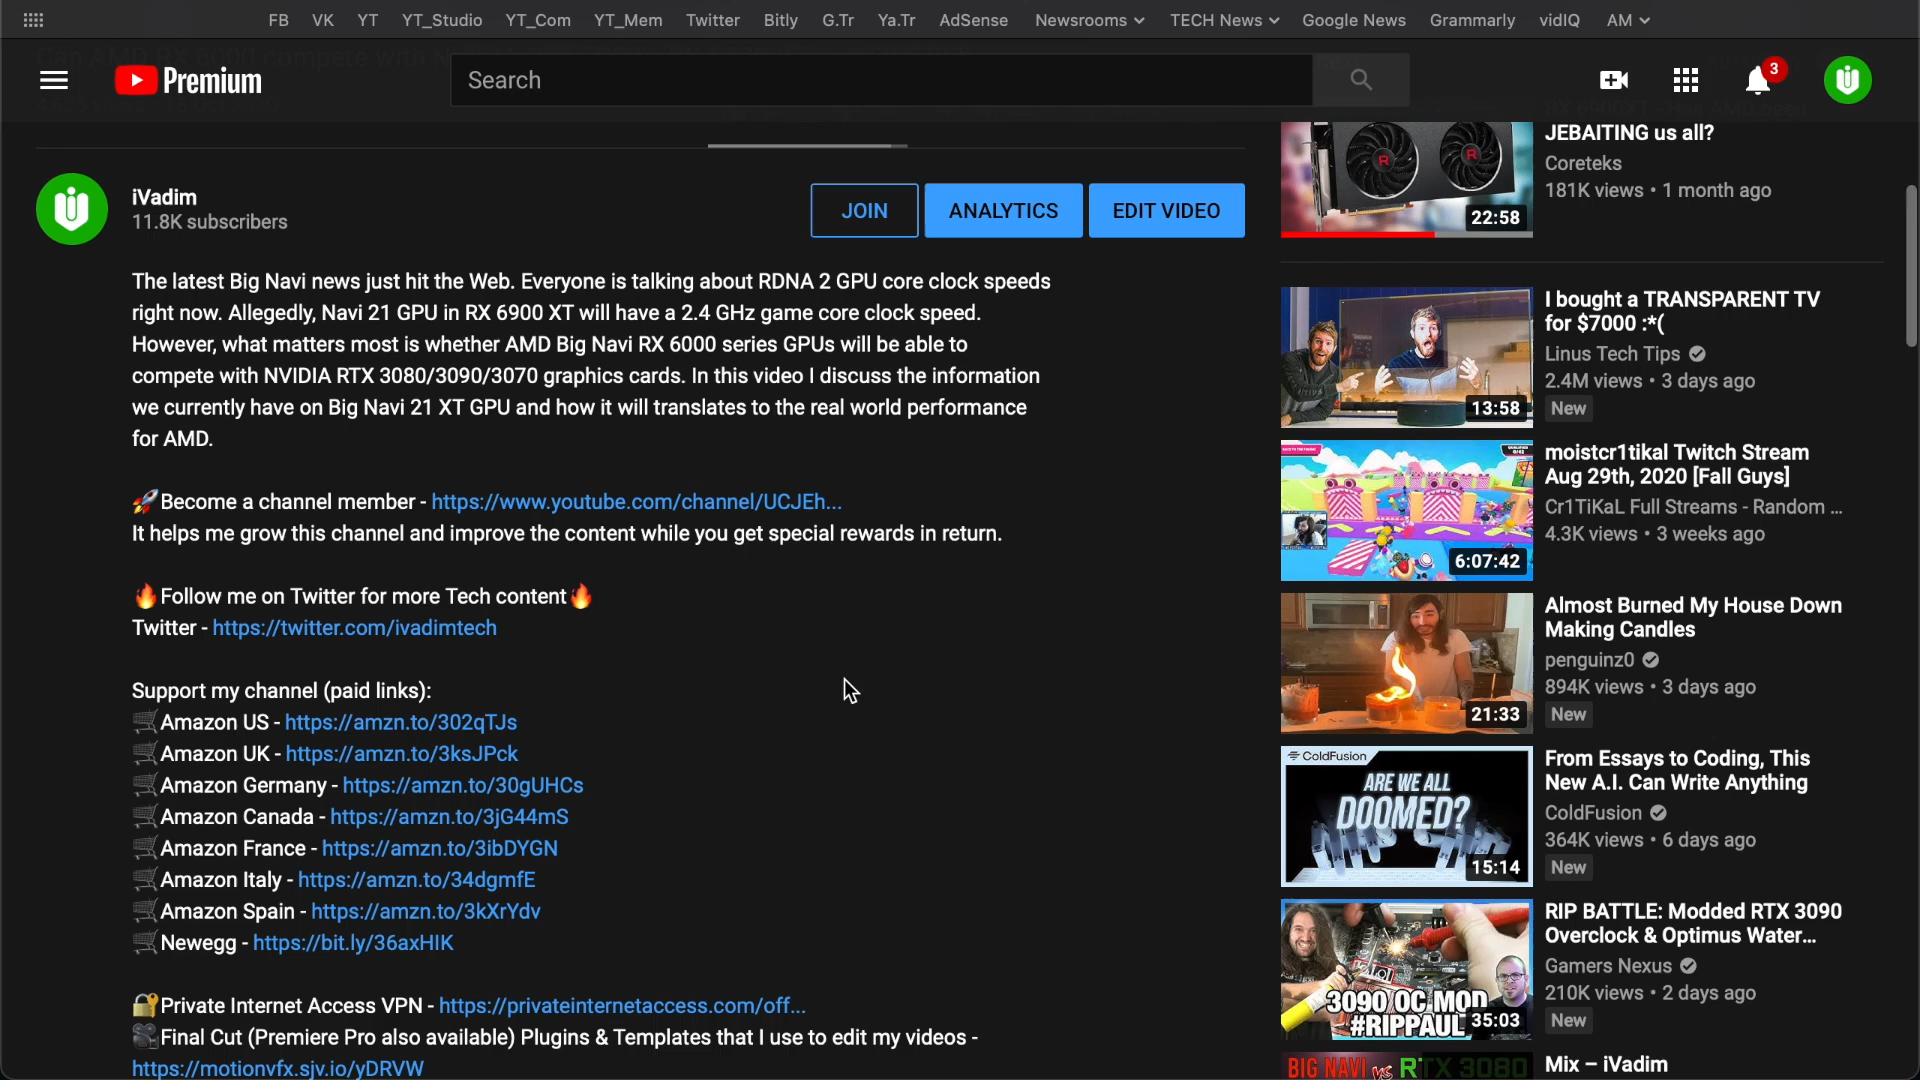 FB VK YT YT_Studio YT_Com YT_Mem Twitter Bitly G.Tr Ya.Tr AdSense Newsrooms TECH News Google News Grammarly vidIQ AM
Premium
Search
3
iVadim
11.8K subscribers
JOIN
ANALYTICS
EDIT VIDEO
The latest Big Navi news just hit the Web. Everyone is talking about RDNA 2 GPU core clock speeds
right now. Allegedly, Navi 21 GPU in RX 6900 XT will have a 2.4 GHz game core clock speed.
However, what matters most is whether AMD Big Navi RX 6000 series GPUs will be able to
compete with NVIDIA RTX 3080/3090/3070 graphics cards. In this video I discuss the information
we currently have on Big Navi 21 XT GPU and how it will translates to the real world performance
for AMD.
🚀Become a channel member - https://www.youtube.com/channel/UCJEh...
It helps me grow this channel and improve the content while you get special rewards in return.
🔥Follow me on Twitter for more Tech content🔥
Twitter - https://twitter.com/ivadimtech
Support my channel (paid links):
🛒Amazon US - https://amzn.to/302qTJs
🛒Amazon UK - https://amzn.to/3ksJPck
🛒Amazon Germany - https://amzn.to/30gUHCs
🛒Amazon Canada - https://amzn.to/3jG44mS
🛒Amazon France - https://amzn.to/3ibDYGN
🛒Amazon Italy - https://amzn.to/34dgmfE
🛒Amazon Spain - https://amzn.to/3kXrYdv
🛒Newegg - https://bit.ly/36axHIK
🔐Private Internet Access VPN - https://privateinternetaccess.com/off...
🎥Final Cut (Premiere Pro also available) Plugins & Templates that I use to edit my videos -
https://motionvfx.sjv.io/yDRVW
JEBAITING us all?
Coreteks
181K views • 1 month ago
22:58
I bought a TRANSPARENT TV
for $7000 :*(
Linus Tech Tips
2.4M views • 3 days ago
New
13:58
moistcr1tikal Twitch Stream
Aug 29th, 2020 [Fall Guys]
Cr1TiKaL Full Streams - Random ...
4.3K views • 3 weeks ago
6:07:42
Almost Burned My House Down
Making Candles
penguinz0
894K views • 3 days ago
New
21:33
ColdFusion
ARE WE ALL
DOOMED?
15:14
From Essays to Coding, This
New A.I. Can Write Anything
ColdFusion
364K views • 6 days ago
New
3090 OC MOD
#RIPPAUL
35:03
RIP BATTLE: Modded RTX 3090
Overclock & Optimus Water...
Gamers Nexus
210K views • 2 days ago
New
BIG NAVI vs RTX 3080
Mix – iVadim